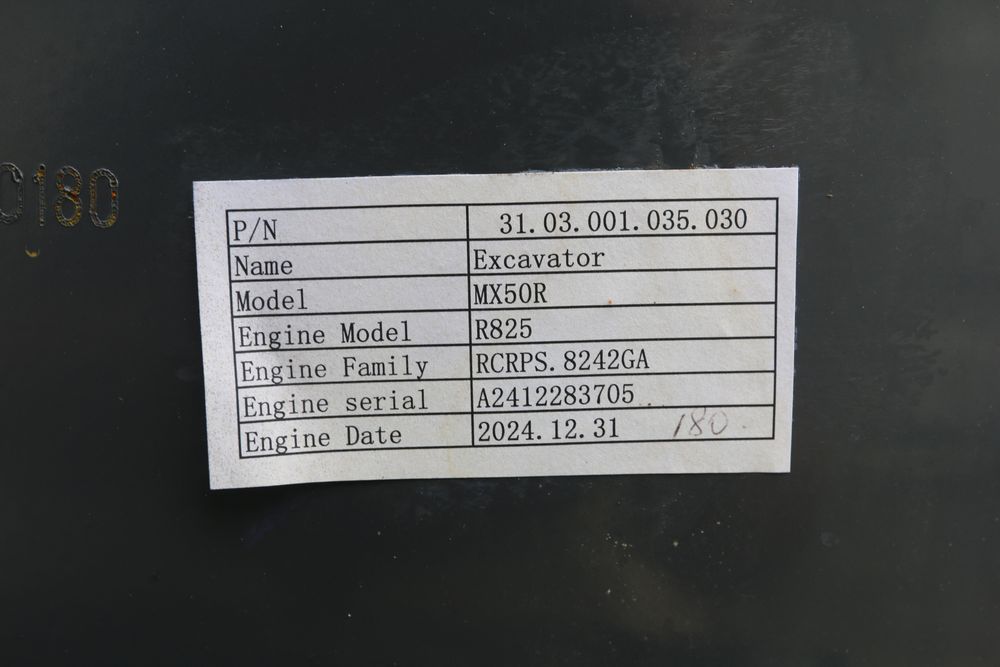 0180
P/N 31.03.001.035.030
Name Excavator
Model MX50R
Engine Model R825
Engine Family RCRPS.8242GA
Engine serial A2412283705
Engine Date 2024.12.31 180